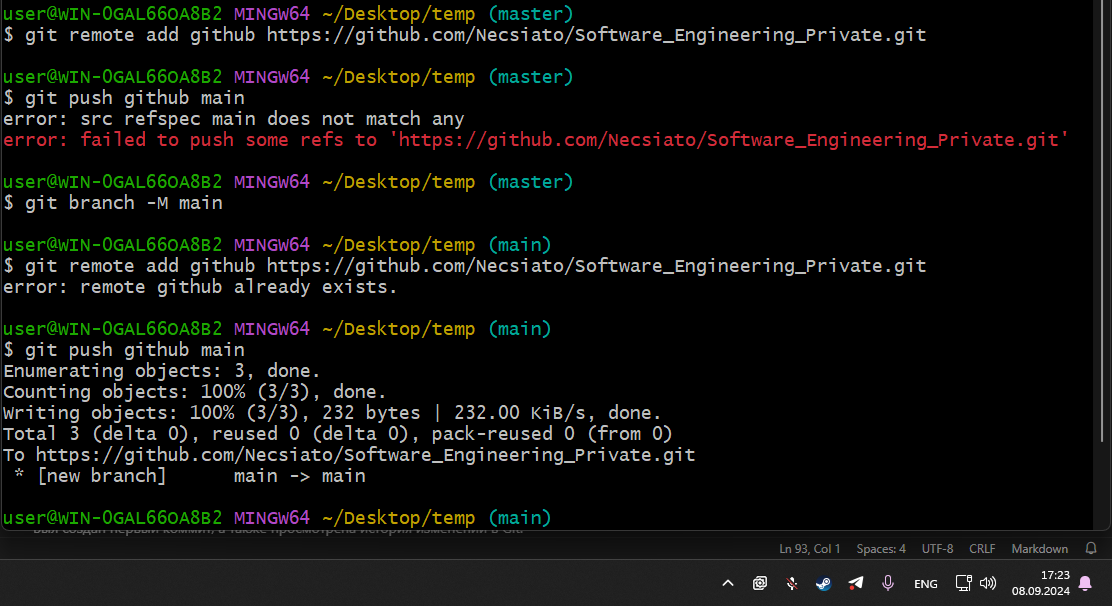 user@WIN-0GAL66OA8B2 MINGW64 ~/Desktop/temp (master)
$ git remote add github https://github.com/Necsiato/Software_Engineering_Private.git
user@WIN-0GAL66OA8B2 MINGW64 ~/Desktop/temp (master)
$ git push github main
error: src refspec main does not match any
error: failed to push some refs to 'https://github.com/Necsiato/Software_Engineering_Private.git'
user@WIN-0GAL66OA8B2 MINGW64 ~/Desktop/temp (master)
$ git branch -M main
user@WIN-0GAL66OA8B2 MINGW64 ~/Desktop/temp (main)
$ git remote add github https://github.com/Necsiato/Software_Engineering_Private.git
error: remote github already exists.
user@WIN-0GAL66OA8B2 MINGW64 ~/Desktop/temp (main)
$ git push github main
Enumerating objects: 3, done.
Counting objects: 100% (3/3), done.
Writing objects: 100% (3/3), 232 bytes | 232.00 KiB/s, done.
Total 3 (delta 0), reused 0 (delta 0), pack-reused 0 (from 0)
To https://github.com/Necsiato/Software_Engineering_Private.git
 * [new branch]      main -> main
user@WIN-0GAL66OA8B2 MINGW64 ~/Desktop/temp (main)
Ln 93, Col 1 Spaces: 4 UTF-8 CRLF Markdown
ENG 17:23
08.09.2024